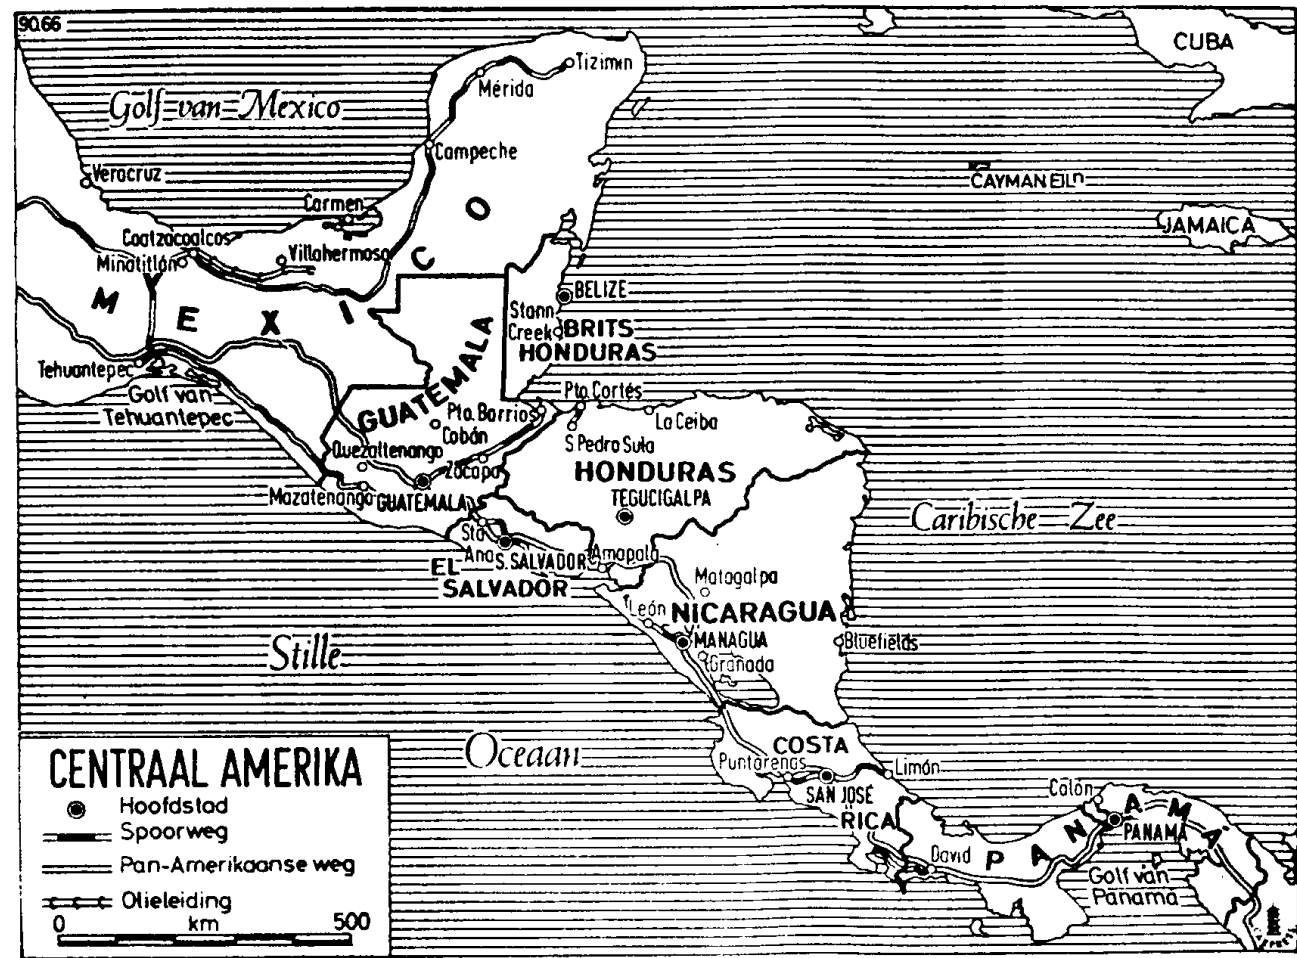 90.66
CUBA
Tizimin
Mérida
Golf van Mexico
Campeche
Veracruz
CAYMAN EILn
Carmen
JAMAICA
Coatzacoalcos
Villahermosa
Minatitlán
MEXICO
BELIZE
Stann
Creek
BRITS
HONDURAS
Tehuantepec
Golf van
Tehuantepec
GUATEMALA
Pto. Cortés
Pto. Barrios
La Ceiba
Cobán
S. Pedro Sula
Quezaltenango
Zacapa
HONDURAS
Mazatenango
GUATEMALA
TEGUCIGALPA
Caribische Zee
Sta
Ana
S. SALVADOR
Amapala
EL
SALVADOR
Matagalpa
León
NICARAGUA
MANAGUA
Bluefields
Granada
Stille
Oceaan
COSTA
RICA
Puntarenas
Limón
SAN JOSÉ
Colón
PANAMÁ
PANAMA
David
Golf van
Panamá
CENTRAAL AMERIKA
Hoofdstad
Spoorweg
Pan-Amerikaanse weg
Olieleiding
0 km 500